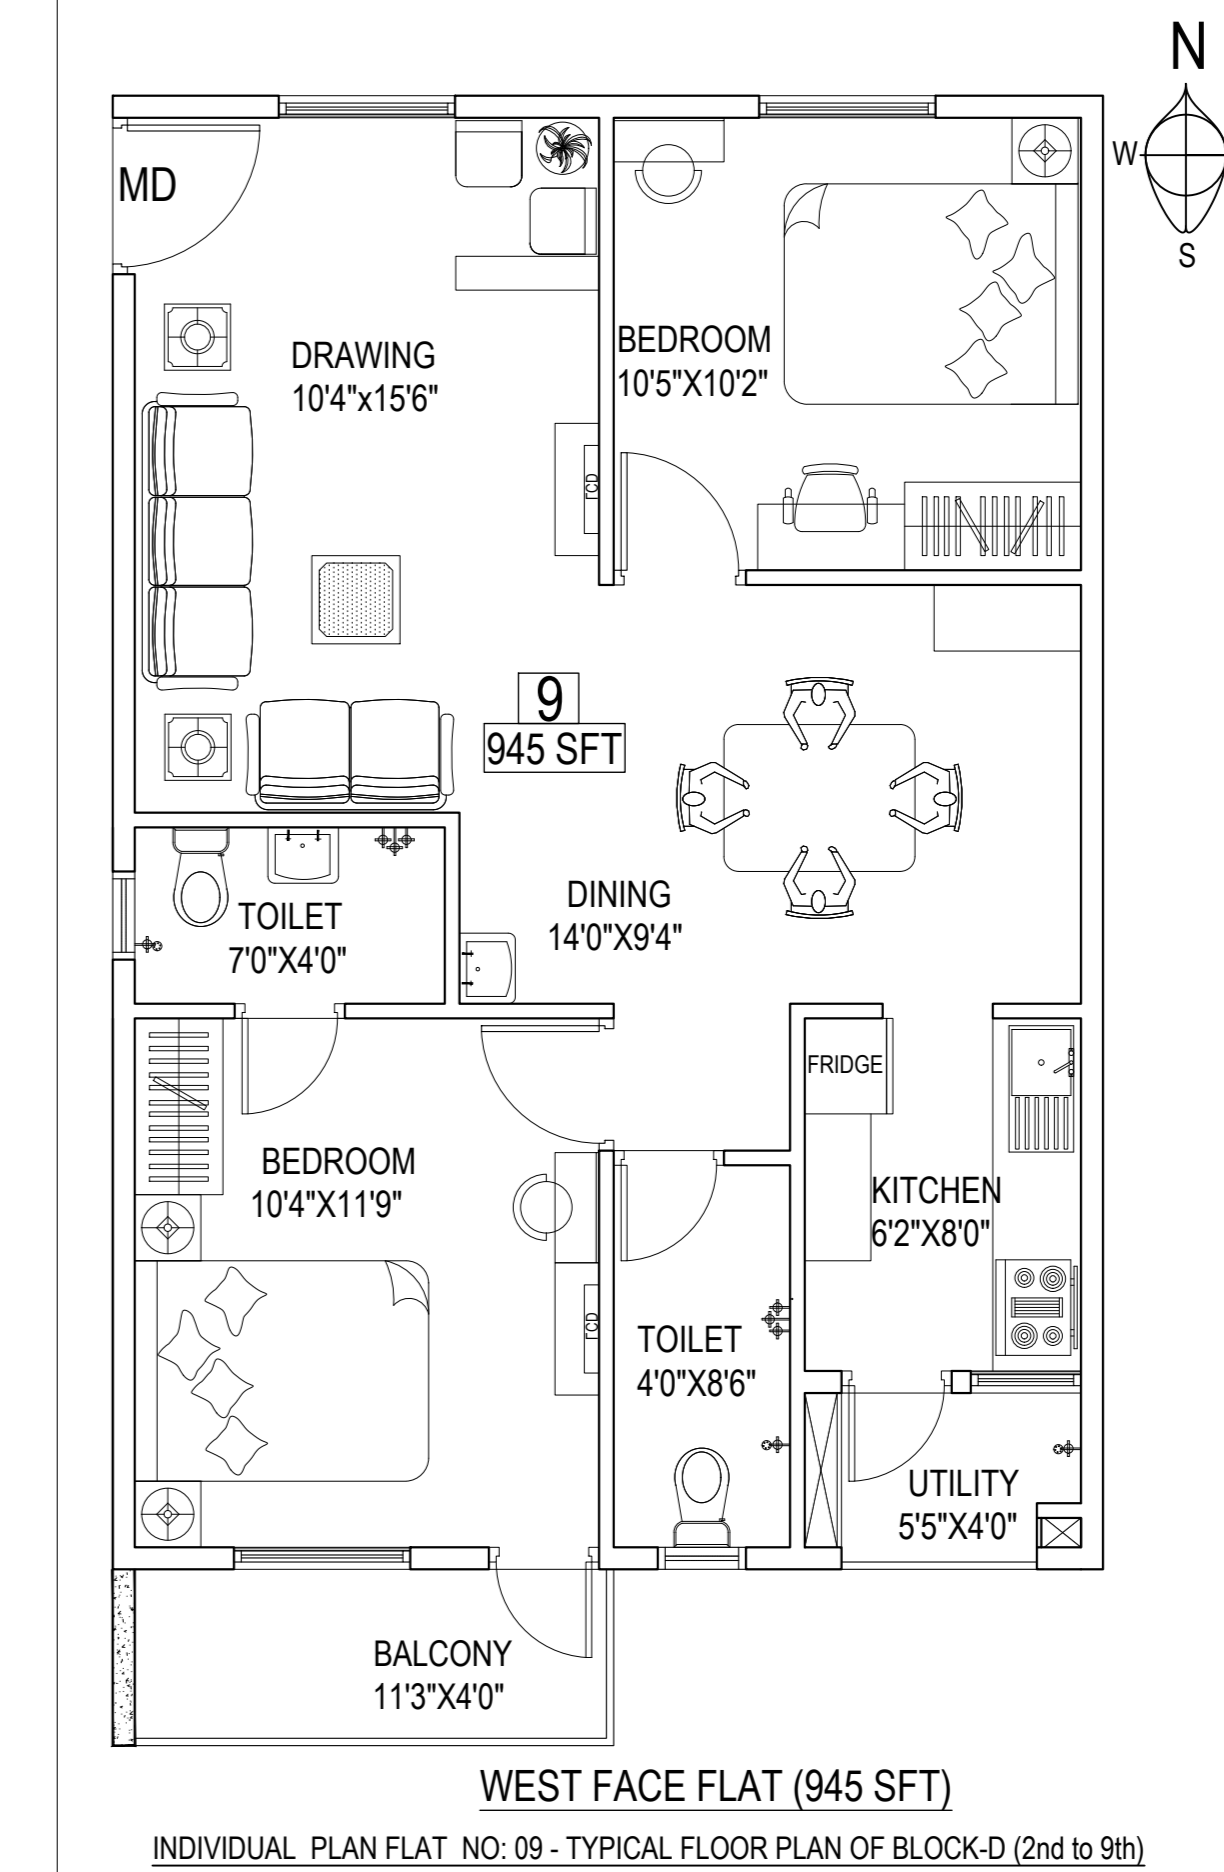 N
W
S
MD
DRAWING
10'4"x15'6"
BEDROOM
10'5"X10'2"
9
945 SFT
DINING
14'0"X9'4"
TOILET
7'0"X4'0"
FRIDGE
BEDROOM
10'4"X11'9"
KITCHEN
6'2"X8'0"
TOILET
4'0"X8'6"
UTILITY
5'5"X4'0"
BALCONY
11'3"X4'0"
WEST FACE FLAT (945 SFT)
INDIVIDUAL PLAN FLAT NO: 09 - TYPICAL FLOOR PLAN OF BLOCK-D (2nd to 9th)